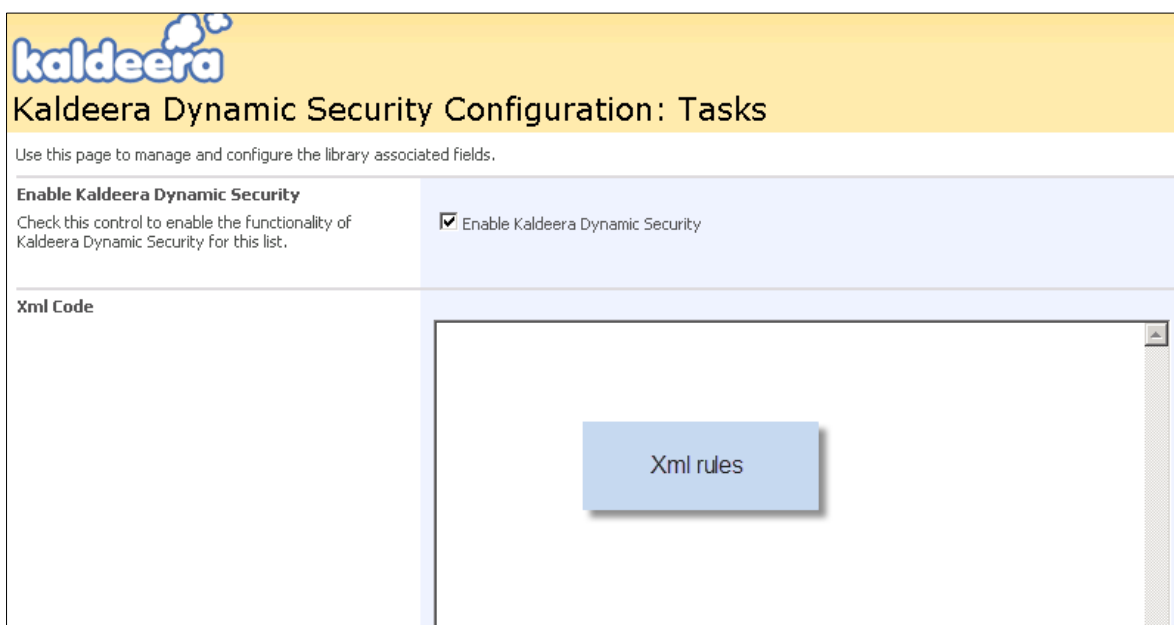 kaldeera
Kaldeera Dynamic Security Configuration: Tasks
Use this page to manage and configure the library associated fields.
Enable Kaldeera Dynamic Security
Check this control to enable the functionality of
Kaldeera Dynamic Security for this list.
Enable Kaldeera Dynamic Security
Xml Code
Xml rules